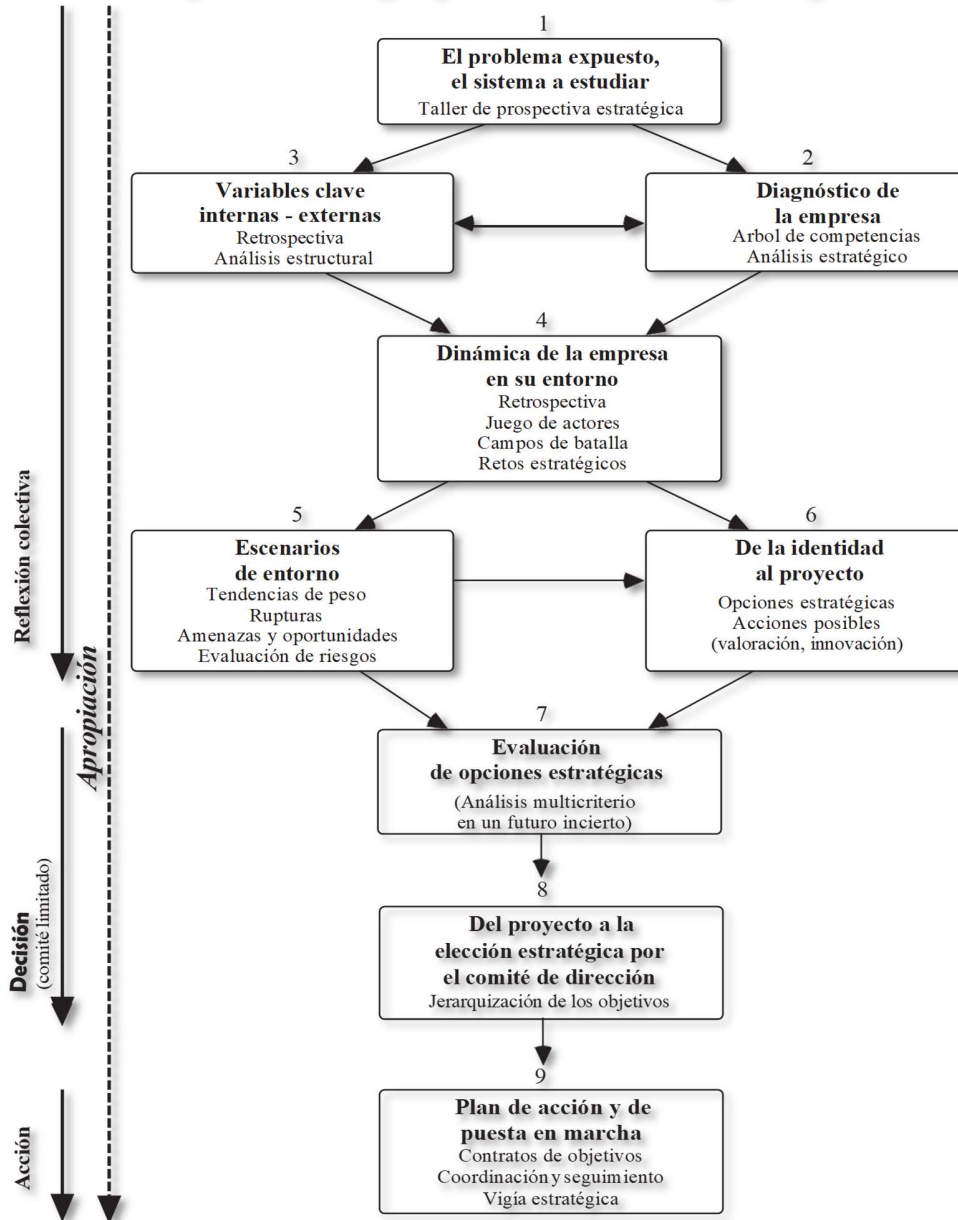 1
El problema expuesto,
el sistema a estudiar
Taller de prospectiva estratégica
3
Variables clave
internas - externas
Retrospectiva
Análisis estructural
2
Diagnóstico de
la empresa
Arbol de competencias
Análisis estratégico
4
Dinámica de la empresa
en su entorno
Retrospectiva
Juego de actores
Campos de batalla
Retos estratégicos
5
Escenarios
de entorno
Tendencias de peso
Rupturas
Amenazas y oportunidades
Evaluación de riesgos
6
De la identidad
al proyecto
Opciones estratégicas
Acciones posibles
(valoración, innovación)
7
Evaluación
de opciones estratégicas
(Análisis multicriterio
en un futuro incierto)
8
Del proyecto a la
elección estratégica por
el comité de dirección
Jerarquización de los objetivos
9
Plan de acción y de
puesta en marcha
Contratos de objetivos
Coordinación y seguimiento
Vigía estratégica
Reflexión colectiva
Apropiación
Decisión
(comité limitado)
Acción